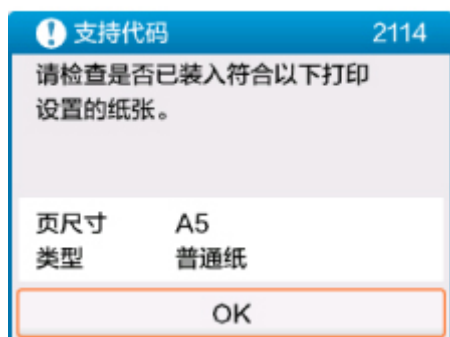 支持代码 2114
请检查是否已装入符合以下打印
设置的纸张。
页尺寸 A5
类型 普通纸
OK